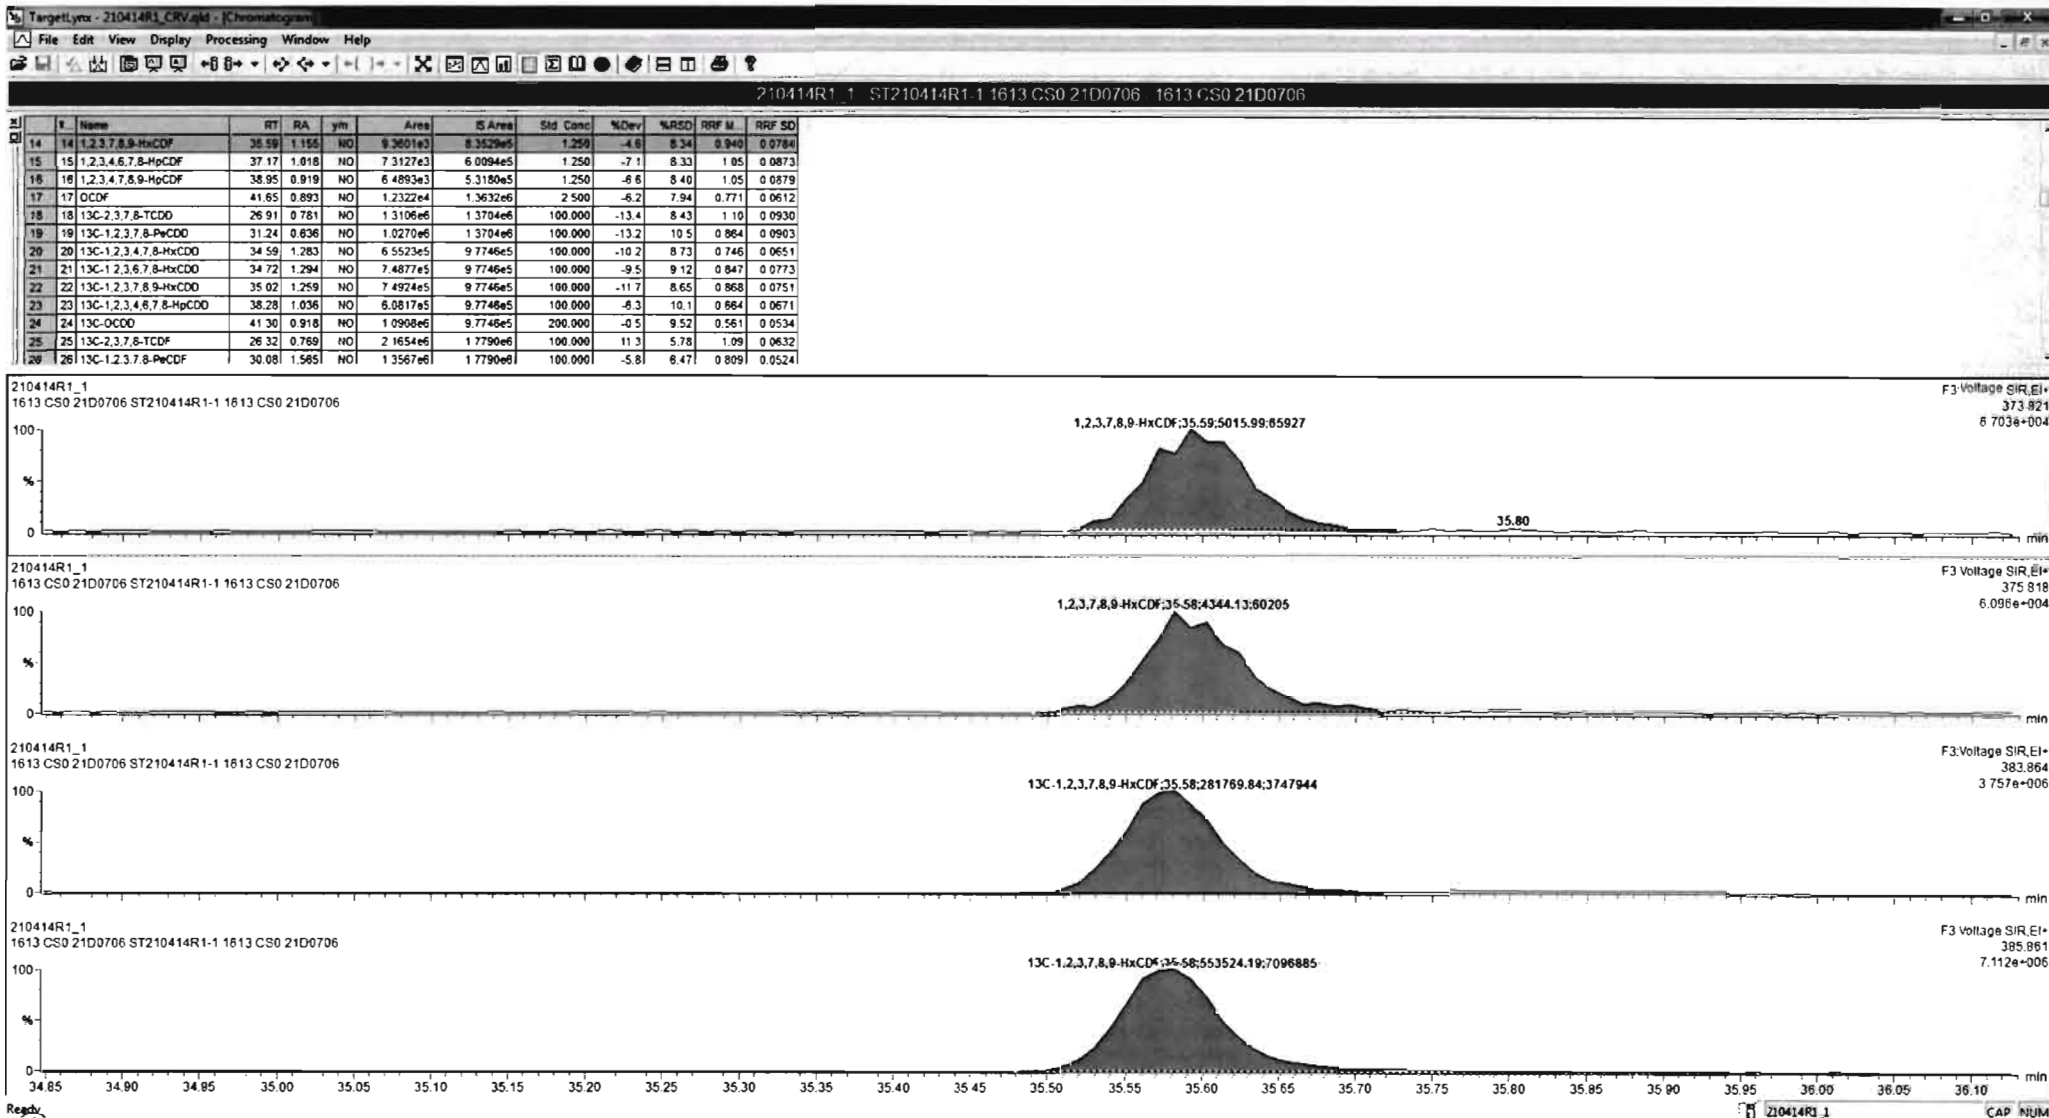 TargetLynx - 210414R1_CRV.qld - [Chromatogram]
File Edit View Display Processing Window Help
210414R1_1 ST210414R1-1 1613 CS0 21D0706 - 1613 CS0 21D0706
#... Name RT RA y/n Area IS Area Std. Conc %Dev %RSD RRF M... RRF SD
14 14 1,2,3,7,8,9-HxCDF 35.59 1.155 NO 9.3601e3 8.3529e5 1.250 -4.6 8.34 0.940 0.0784
15 15 1,2,3,4,6,7,8-HpCDF 37.17 1.018 NO 7.3127e3 6.0094e5 1.250 -7.1 8.33 1.05 0.0873
16 16 1,2,3,4,7,8,9-HpCDF 38.95 0.919 NO 6.4893e3 5.3180e5 1.250 -6.6 8.40 1.05 0.0879
17 17 OCDF 41.65 0.893 NO 1.2322e4 1.3632e6 2.500 -6.2 7.94 0.771 0.0612
18 18 13C-2,3,7,8-TCDD 26.91 0.781 NO 1.3106e6 1.3704e6 100.000 -13.4 8.43 1.10 0.0930
19 19 13C-1,2,3,7,8-PeCDD 31.24 0.636 NO 1.0270e6 1.3704e6 100.000 -13.2 10.5 0.864 0.0903
20 20 13C-1,2,3,4,7,8-HxCDD 34.59 1.283 NO 6.5523e5 9.7746e5 100.000 -10.2 8.73 0.746 0.0651
21 21 13C-1,2,3,6,7,8-HxCDD 34.72 1.294 NO 7.4877e5 9.7746e5 100.000 -9.5 9.12 0.847 0.0773
22 22 13C-1,2,3,7,8,9-HxCDD 35.02 1.259 NO 7.4924e5 9.7746e5 100.000 -11.7 8.65 0.868 0.0751
23 23 13C-1,2,3,4,6,7,8-HpCDD 38.28 1.036 NO 6.0817e5 9.7746e5 100.000 -6.3 10.1 0.664 0.0671
24 24 13C-OCDD 41.30 0.918 NO 1.0908e6 9.7746e5 200.000 -0.5 9.52 0.561 0.0534
25 25 13C-2,3,7,8-TCDF 26.32 0.769 NO 2.1654e6 1.7790e6 100.000 11.3 5.78 1.09 0.0632
26 26 13C-1,2,3,7,8-PeCDF 30.08 1.565 NO 1.3567e6 1.7790e6 100.000 -5.8 6.47 0.809 0.0524
210414R1_1
1613 CS0 21D0706 ST210414R1-1 1613 CS0 21D0706
F3:Voltage SIR,EI+
373.821
6.703e+004
1,2,3,7,8,9-HxCDF;35.59;5015.99;65927
100
%
0
35.80
min
210414R1_1
1613 CS0 21D0706 ST210414R1-1 1613 CS0 21D0706
F3:Voltage SIR,EI+
375.818
6.096e+004
1,2,3,7,8,9-HxCDF;35.58;4344.13;60205
100
%
0
min
210414R1_1
1613 CS0 21D0706 ST210414R1-1 1613 CS0 21D0706
F3:Voltage SIR,EI+
383.864
3.757e+006
13C-1,2,3,7,8,9-HxCDF;35.58;281769.84;3747944
100
%
0
min
210414R1_1
1613 CS0 21D0706 ST210414R1-1 1613 CS0 21D0706
F3:Voltage SIR,EI+
385.861
7.112e+006
13C-1,2,3,7,8,9-HxCDF;35.58;553524.19;7096885
100
%
0
min
34.85 34.90 34.95 35.00 35.05 35.10 35.15 35.20 35.25 35.30 35.35 35.40 35.45 35.50 35.55 35.60 35.65 35.70 35.75 35.80 35.85 35.90 35.95 36.00 36.05 36.10
Ready 210414R1_1 CAP NUM